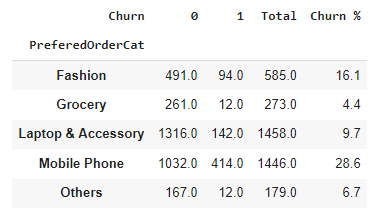 Churn 0 1 Total Churn %
PreferedOrderCat
Fashion 491.0 94.0 585.0 16.1
Grocery 261.0 12.0 273.0 4.4
Laptop & Accessory 1316.0 142.0 1458.0 9.7
Mobile Phone 1032.0 414.0 1446.0 28.6
Others 167.0 12.0 179.0 6.7